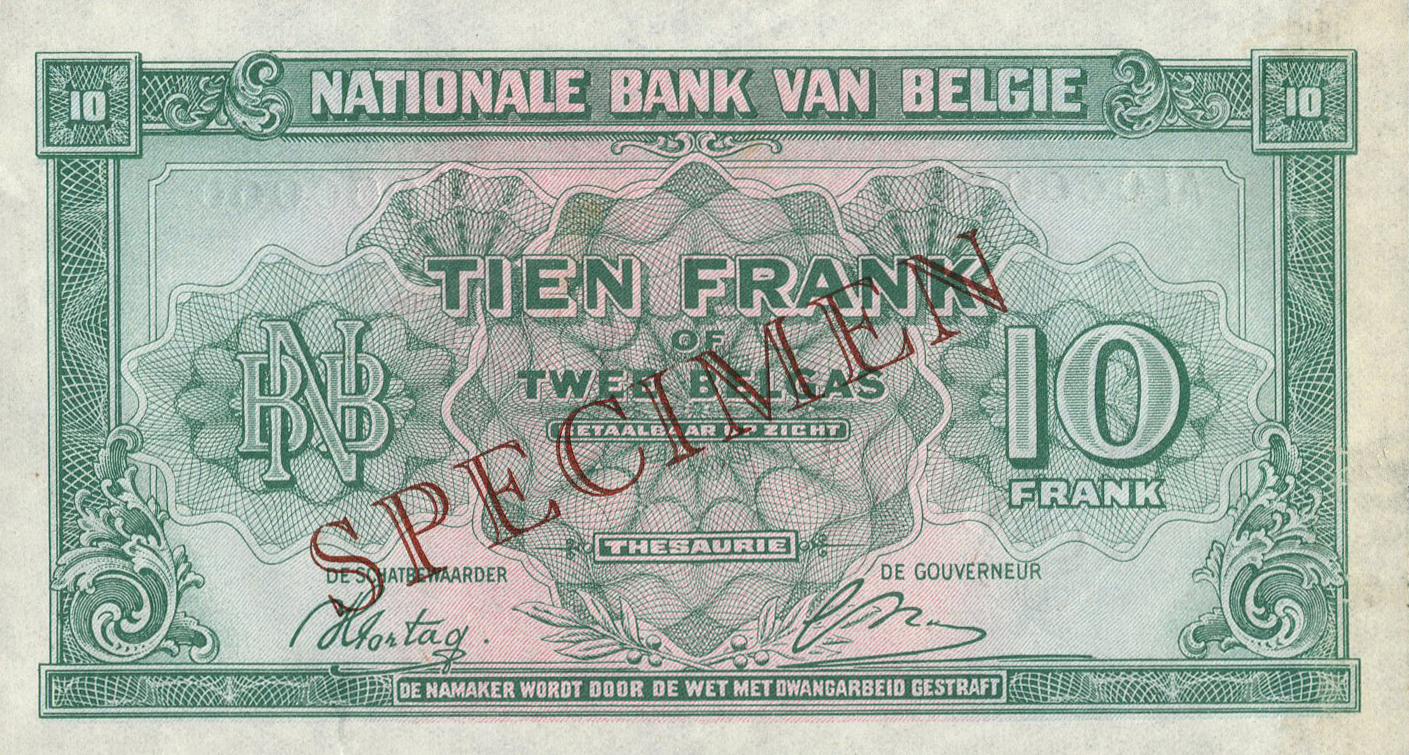 10 NATIONALE BANK VAN BELGIE 10
TIEN FRANK
OF
TWEE BELGAS
BETAALBAAR OP ZICHT
BNB
10
FRANK
SPECIMEN
THESAURIE
DE SCHATBEWAARDER
DE GOUVERNEUR
DE NAMAKER WORDT DOOR DE WET MET DWANGARBEID GESTRAFT